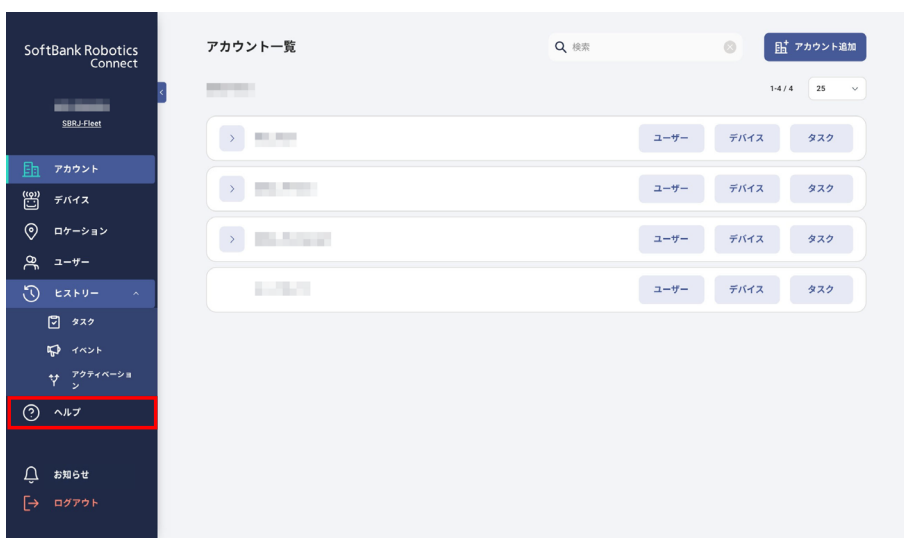 SoftBank Robotics
Connect
SBRJ-Fleet
アカウント
デバイス
ロケーション
ユーザー
ヒストリー
タスク
イベント
アクティベーショ
ン
ヘルプ
お知らせ
ログアウト
アカウント一覧
検索
アカウント追加
1-4 / 4
25
ユーザー デバイス タスク
ユーザー デバイス タスク
ユーザー デバイス タスク
ユーザー デバイス タスク